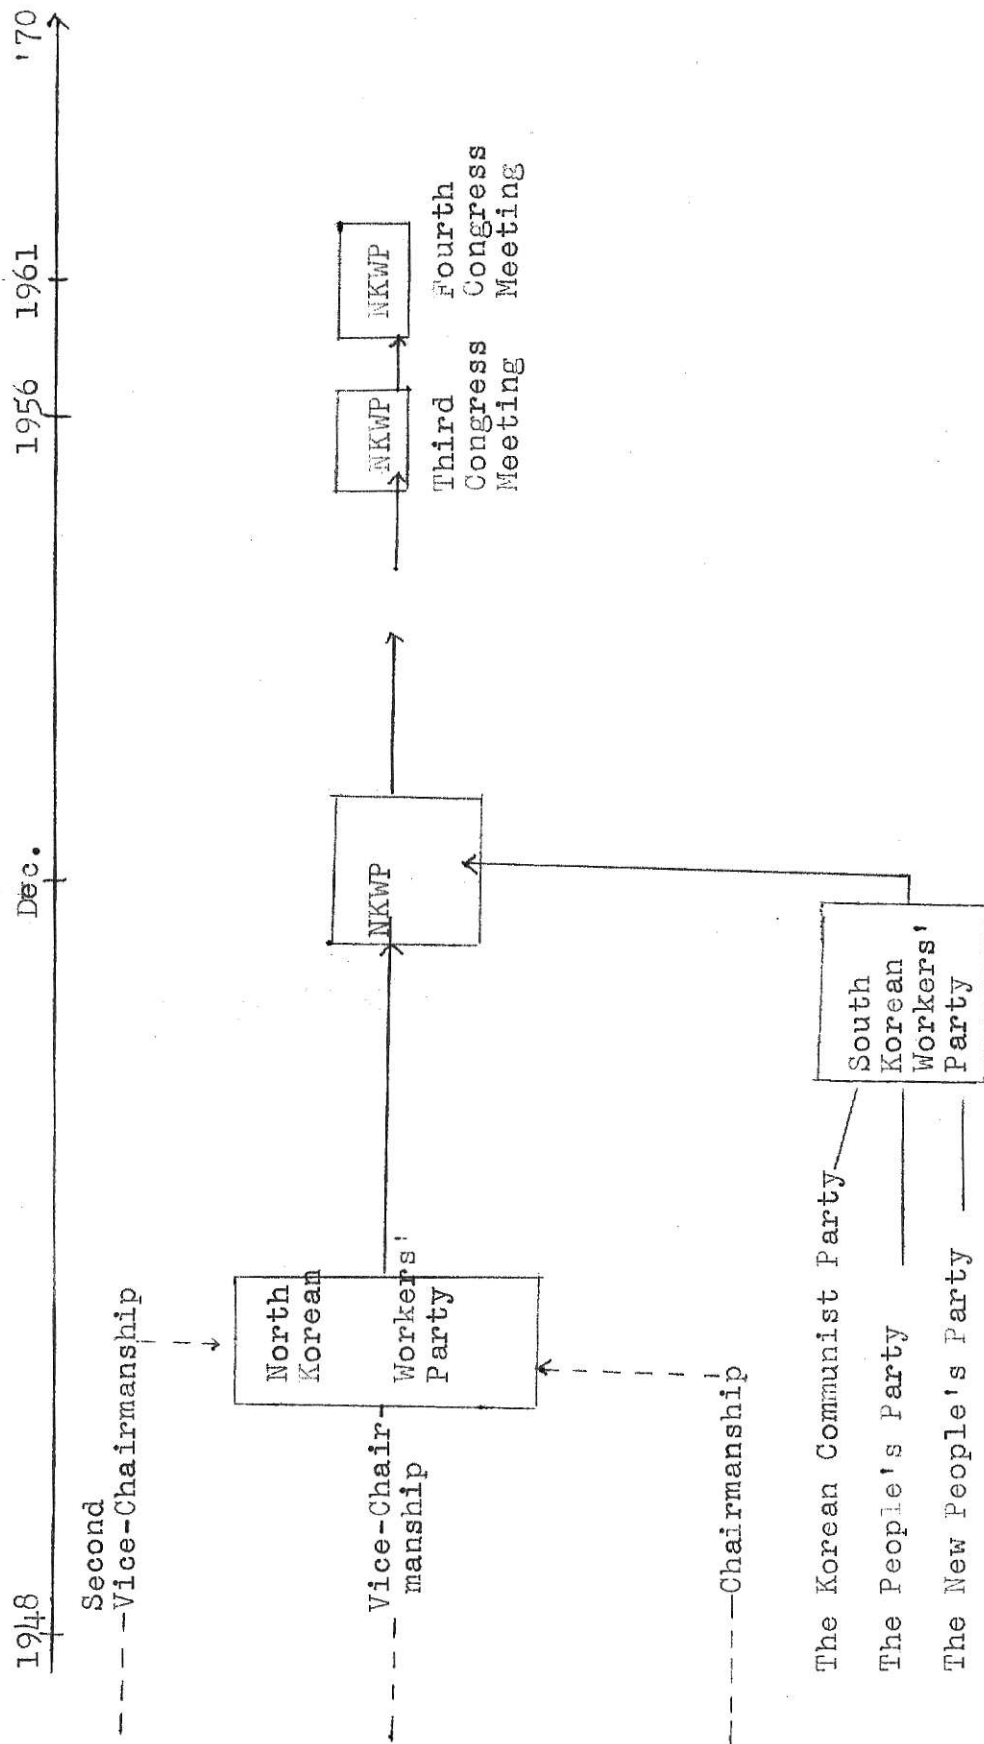 1948
Dec.
1956
1961
'70
Second
Vice-Chairmanship
Vice-Chair-
manship
Chairmanship
North
Korean
Workers'
Party
NKWP
NKWP
NKWP
Third
Congress
Meeting
Fourth
Congress
Meeting
The Korean Communist Party
The People's Party
The New People's Party
South
Korean
Workers'
Party